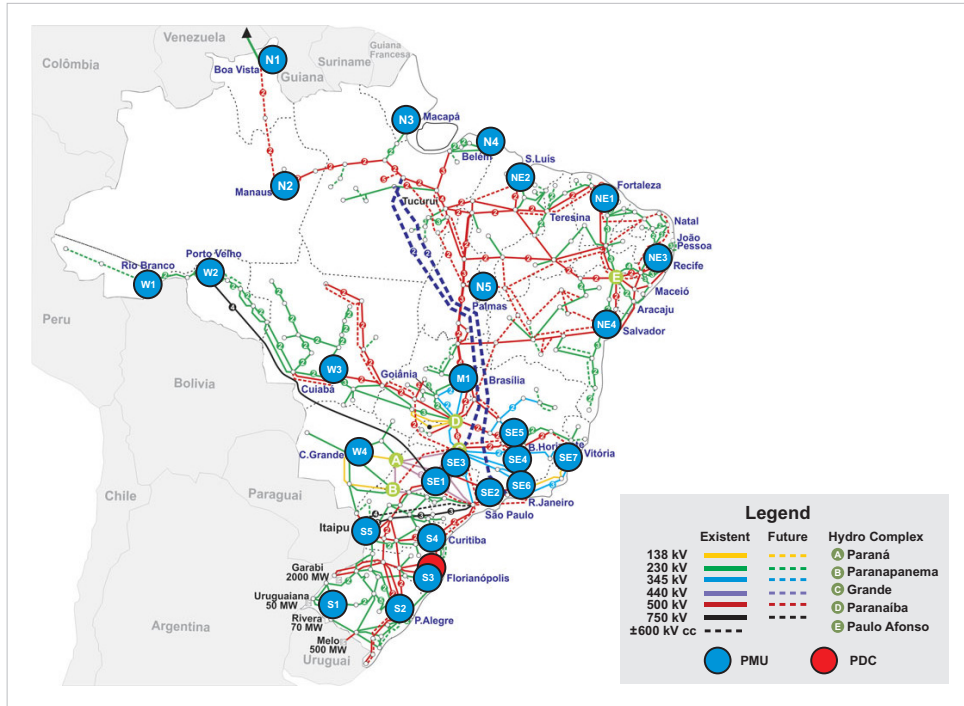 Venezuela
Colômbia
Boa Vista
N1
Guiana
Suriname
Guiana
Francesa
N3
Macapá
N4
Belém
S.Luís
NE2
Manaus
N2
Tucuruí
Teresina
NE1
Fortaleza
Natal
João
Pessoa
NE3
Recife
Rio Branco
W1
Porto Velho
W2
N5
Palmas
E
Maceió
Aracaju
NE4
Salvador
Peru
Bolivia
W3
Cuiabá
Goiânia
M1
Brasília
D
SE5
B.Horizonte
SE7
Vitória
W4
C.Grande
A
B
SE3
SE4
SE1
SE2
SE6
R.Janeiro
São Paulo
Chile
Paraguai
Itaipu
S5
S4
Curitiba
Garabi
2000 MW
S3
Florianópolis
Uruguaiana
50 MW
S1
Rivera
70 MW
S2
P.Alegre
Melo
500 MW
Argentina
Uruguai
Legend
Existent Future Hydro Complex
138 kV A Paraná
230 kV B Paranapanema
345 kV C Grande
440 kV D Paranaíba
500 kV E Paulo Afonso
750 kV
±600 kV cc
PMU PDC